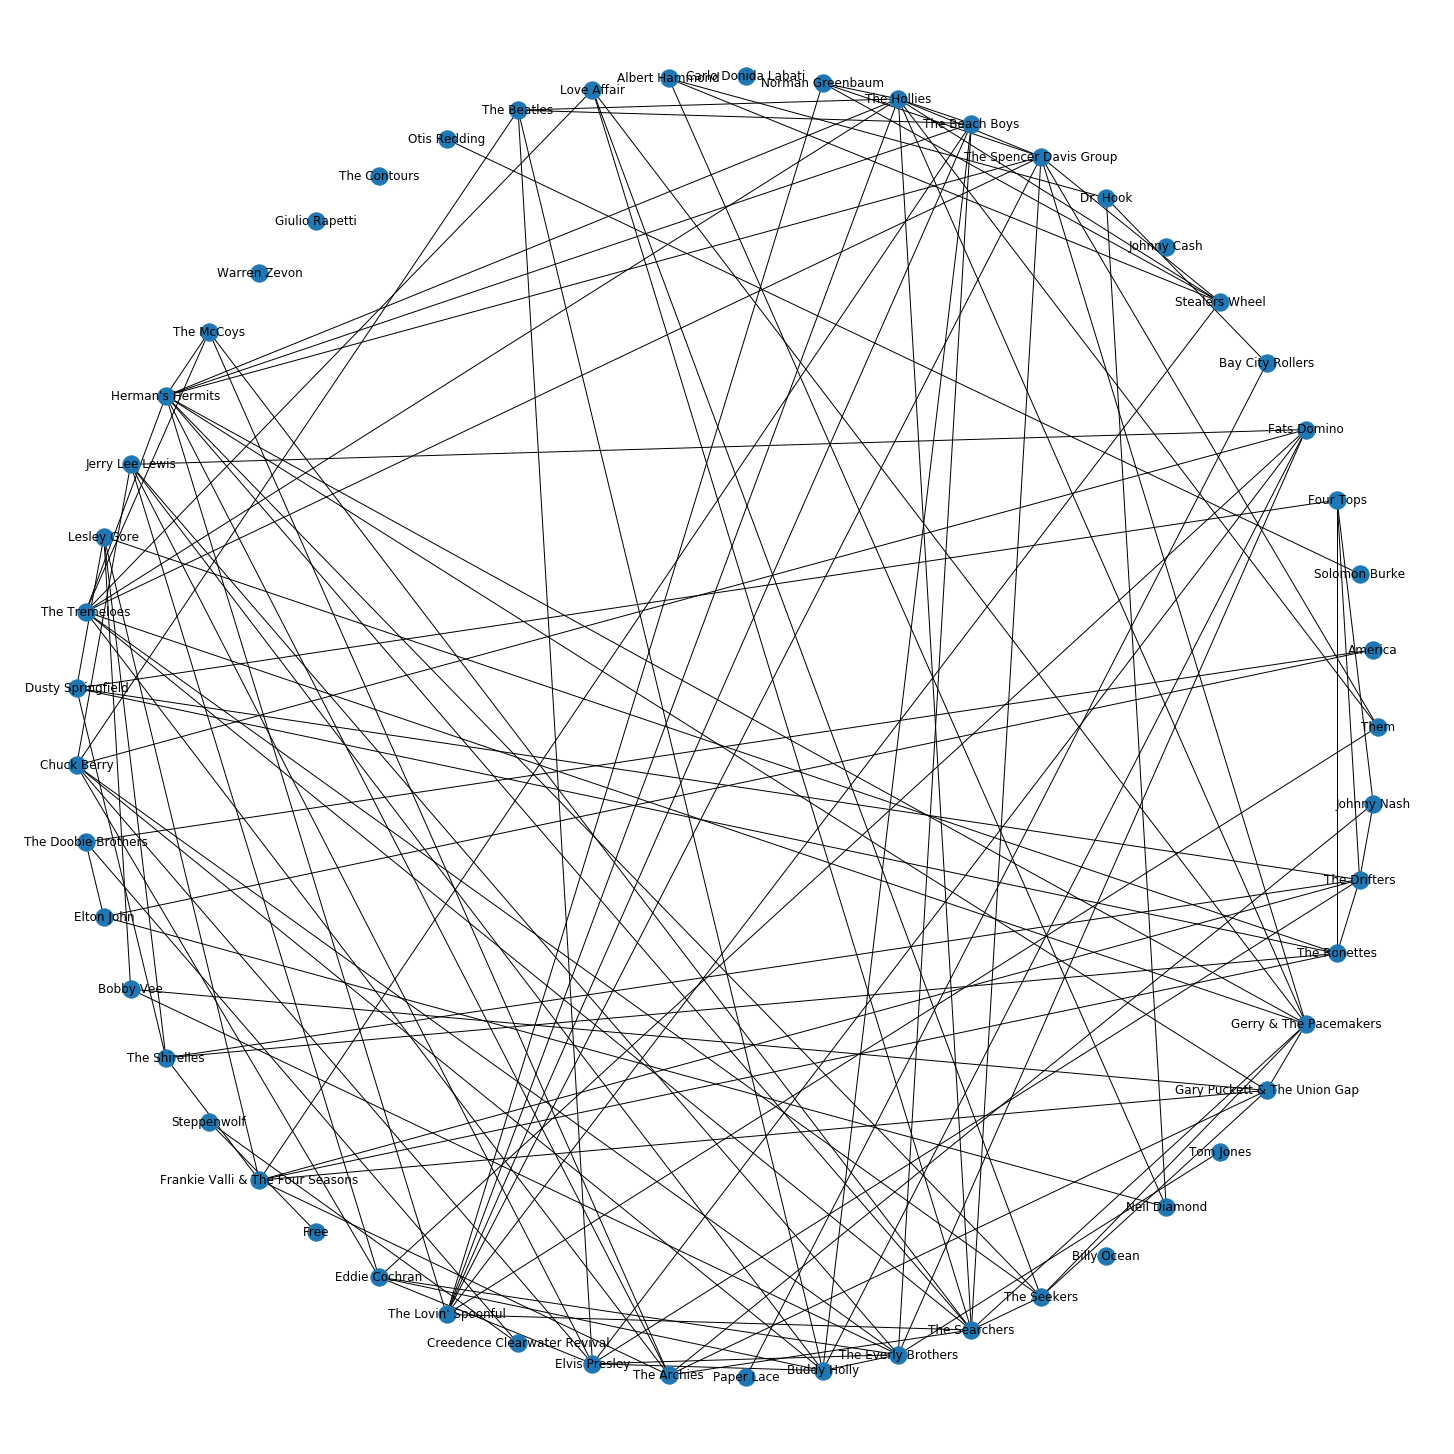 Carlo Donida Labati
Albert Hammond
Norman Greenbaum
Love Affair
The Hollies
The Beatles
The Beach Boys
Otis Redding
The Spencer Davis Group
The Contours
Dr. Hook
Giulio Rapetti
Johnny Cash
Warren Zevon
Stealers Wheel
The McCoys
Bay City Rollers
Herman's Hermits
Fats Domino
Jerry Lee Lewis
Four Tops
Lesley Gore
Solomon Burke
The Tremeloes
America
Dusty Springfield
Them
Chuck Berry
Johnny Nash
The Doobie Brothers
The Drifters
Elton John
The Ronettes
Bobby Vee
Gerry & The Pacemakers
The Shirelles
Gary Puckett & The Union Gap
Steppenwolf
Tom Jones
Frankie Valli & The Four Seasons
Neil Diamond
Free
Billy Ocean
Eddie Cochran
The Seekers
The Lovin' Spoonful
The Searchers
Creedence Clearwater Revival
The Everly Brothers
Elvis Presley
Buddy Holly
The Archies
Paper Lace